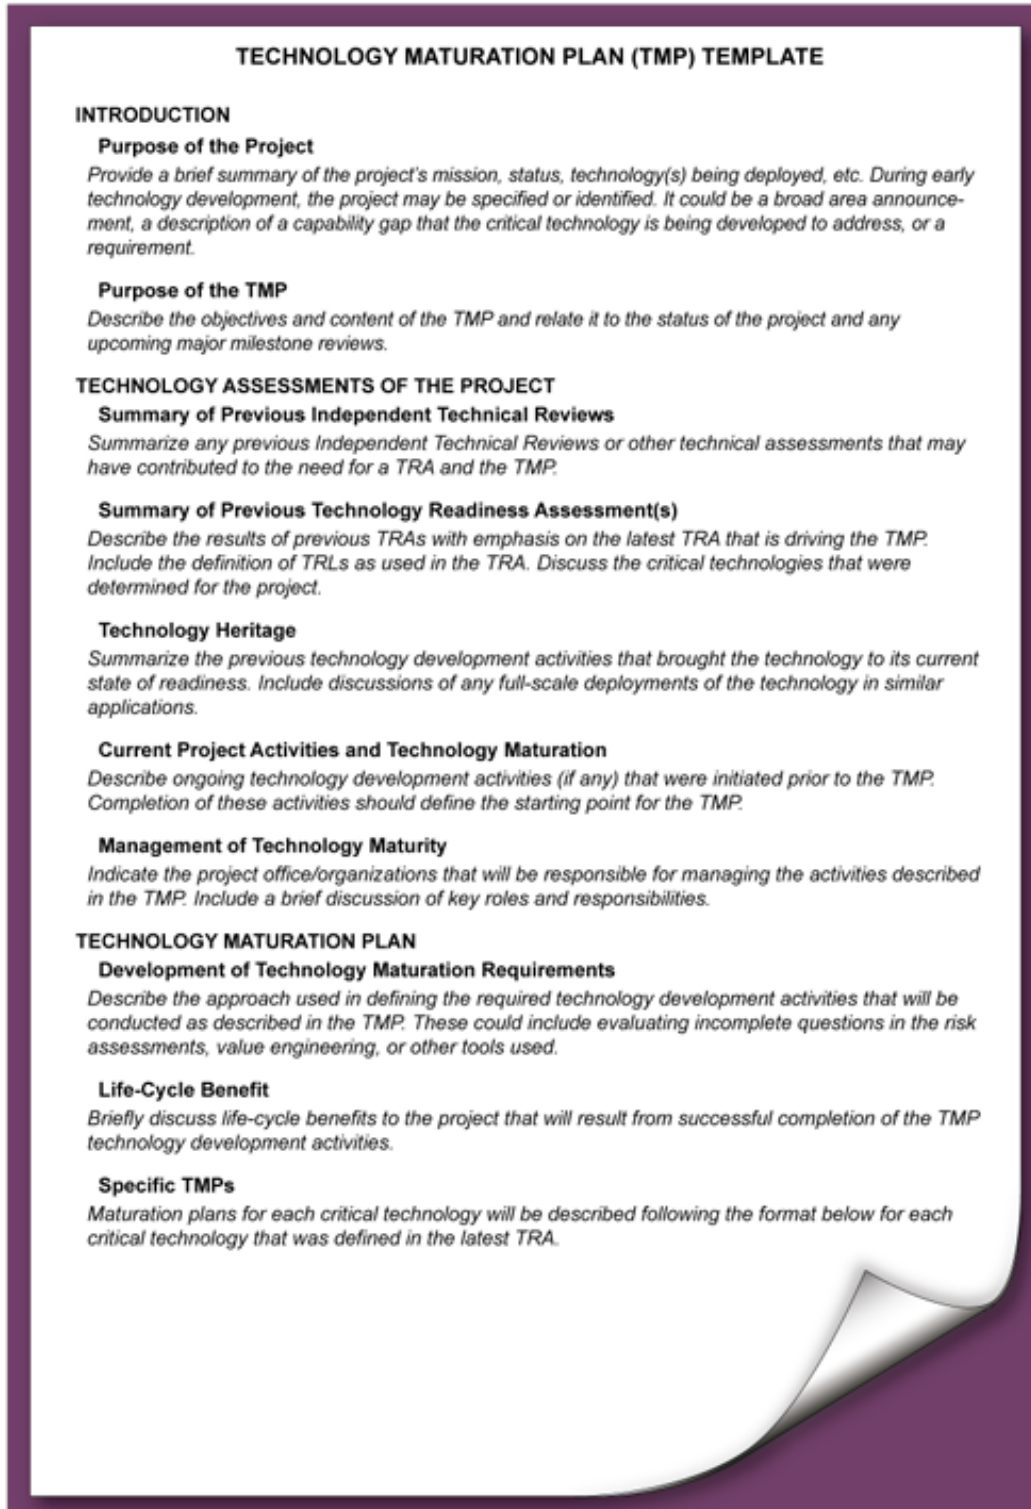 TECHNOLOGY MATURATION PLAN (TMP) TEMPLATE
INTRODUCTION
Purpose of the Project
Provide a brief summary of the project's mission, status, technology(s) being deployed, etc. During early
technology development, the project may be specified or identified. It could be a broad area announce-
ment, a description of a capability gap that the critical technology is being developed to address, or a
requirement.
Purpose of the TMP
Describe the objectives and content of the TMP and relate it to the status of the project and any
upcoming major milestone reviews.
TECHNOLOGY ASSESSMENTS OF THE PROJECT
Summary of Previous Independent Technical Reviews
Summarize any previous Independent Technical Reviews or other technical assessments that may
have contributed to the need for a TRA and the TMP.
Summary of Previous Technology Readiness Assessment(s)
Describe the results of previous TRAs with emphasis on the latest TRA that is driving the TMP.
Include the definition of TRLs as used in the TRA. Discuss the critical technologies that were
determined for the project.
Technology Heritage
Summarize the previous technology development activities that brought the technology to its current
state of readiness. Include discussions of any full-scale deployments of the technology in similar
applications.
Current Project Activities and Technology Maturation
Describe ongoing technology development activities (if any) that were initiated prior to the TMP.
Completion of these activities should define the starting point for the TMP.
Management of Technology Maturity
Indicate the project office/organizations that will be responsible for managing the activities described
in the TMP. Include a brief discussion of key roles and responsibilities.
TECHNOLOGY MATURATION PLAN
Development of Technology Maturation Requirements
Describe the approach used in defining the required technology development activities that will be
conducted as described in the TMP. These could include evaluating incomplete questions in the risk
assessments, value engineering, or other tools used.
Life-Cycle Benefit
Briefly discuss life-cycle benefits to the project that will result from successful completion of the TMP
technology development activities.
Specific TMPs
Maturation plans for each critical technology will be described following the format below for each
critical technology that was defined in the latest TRA.